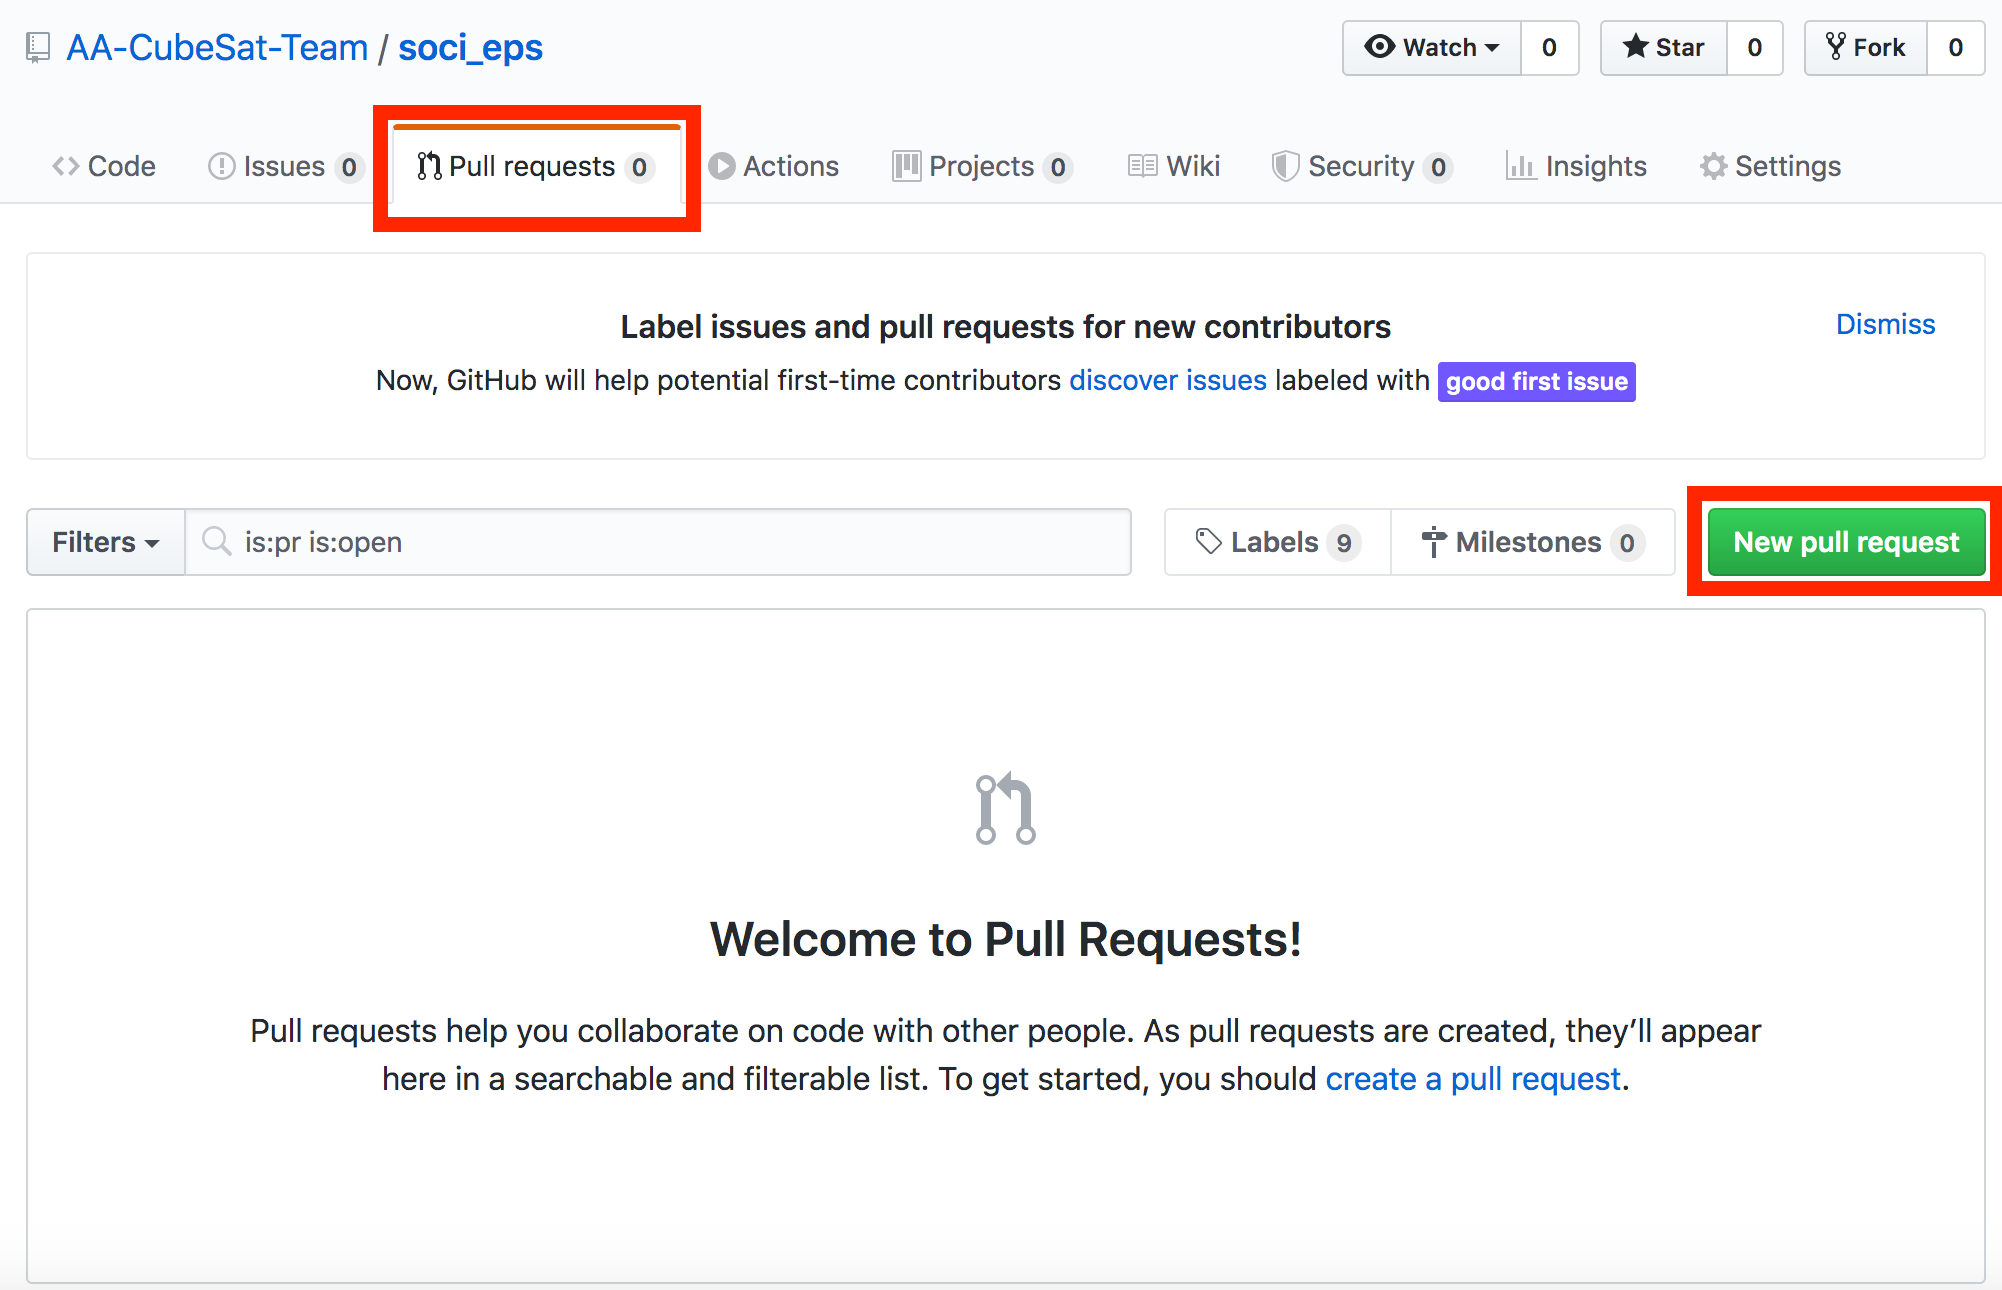 AA-CubeSat-Team / soci_eps
Watch 0 Star 0 Fork 0
Code Issues 0 Pull requests 0 Actions Projects 0 Wiki Security 0 Insights Settings
Label issues and pull requests for new contributors
Dismiss
Now, GitHub will help potential first-time contributors discover issues labeled with good first issue
Filters is:pr is:open Labels 9 Milestones 0 New pull request
Welcome to Pull Requests!
Pull requests help you collaborate on code with other people. As pull requests are created, they’ll appear
here in a searchable and filterable list. To get started, you should create a pull request.